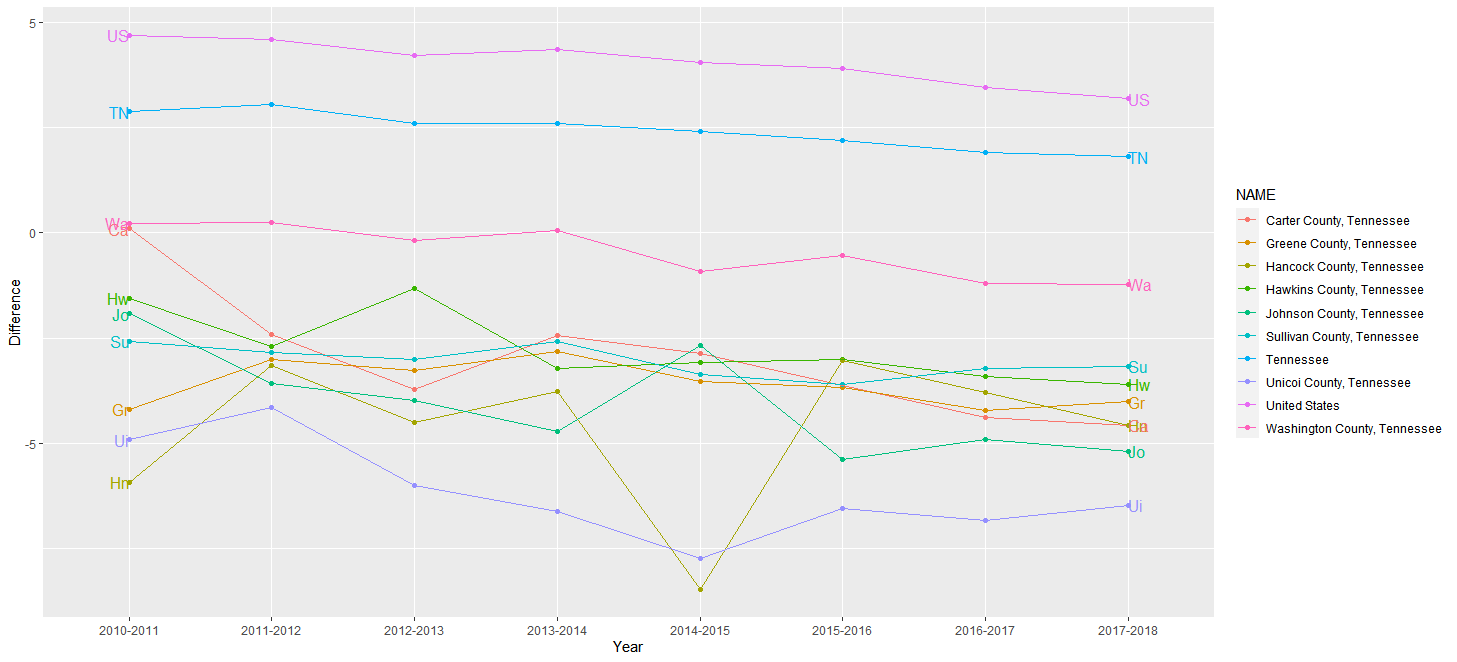 5
0
-5
Difference
US
TN
Wa
Ca
Hw
Jo
Su
Gr
Ui
Hn
US
TN
Wa
Su
Hw
Gr
Jo
Ui
2010-2011
2011-2012
2012-2013
2013-2014
2014-2015
2015-2016
2016-2017
2017-2018
Year
NAME
Carter County, Tennessee
Greene County, Tennessee
Hancock County, Tennessee
Hawkins County, Tennessee
Johnson County, Tennessee
Sullivan County, Tennessee
Tennessee
Unicoi County, Tennessee
United States
Washington County, Tennessee